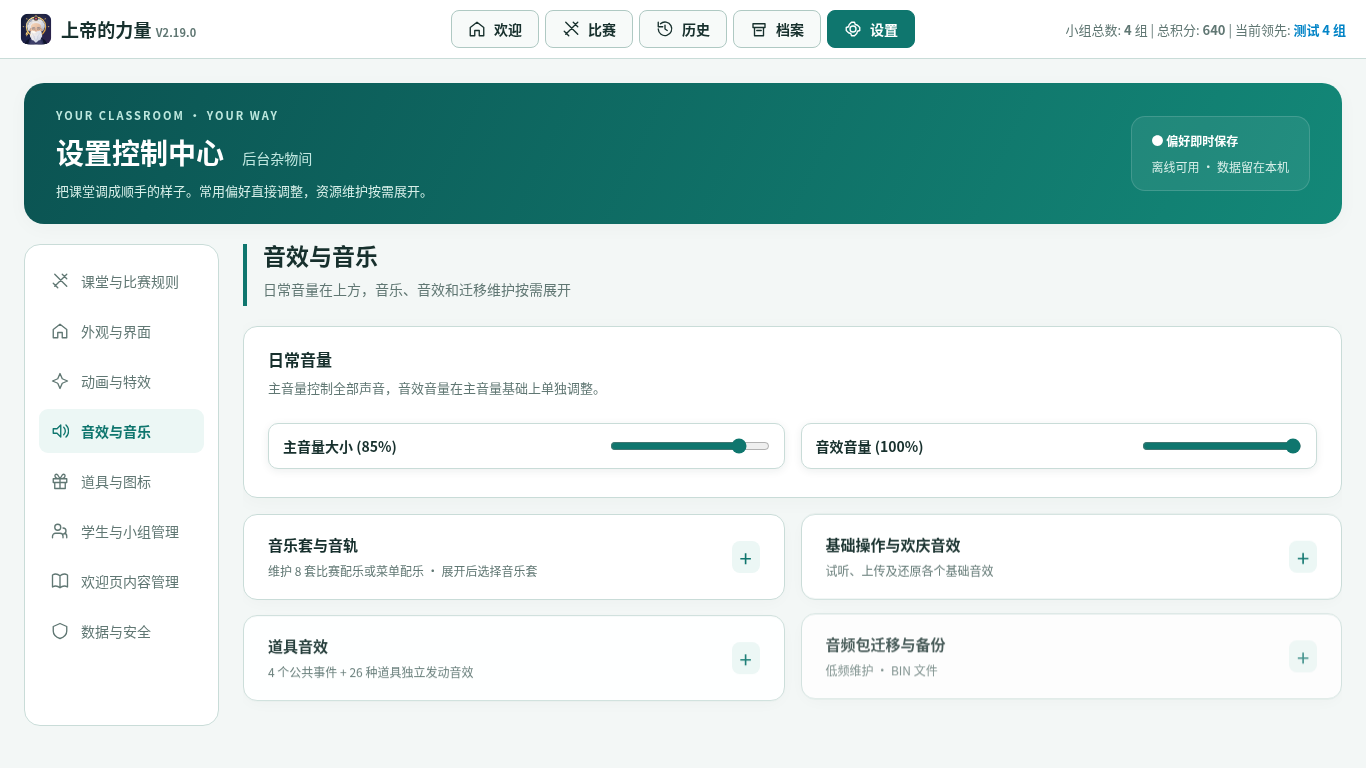 上帝的力量 V2.19.0
欢迎
比赛
历史
档案
设置
小组总数: 4 组 | 总积分: 640 | 当前领先: 测试 4 组
YOUR CLASSROOM · YOUR WAY
设置控制中心 后台杂物间
把课堂调成顺手的样子。常用偏好直接调整，资源维护按需展开。
偏好即时保存
离线可用 · 数据留在本机
课堂与比赛规则
外观与界面
动画与特效
音效与音乐
道具与图标
学生与小组管理
欢迎页内容管理
数据与安全
音效与音乐
日常音量在上方，音乐、音效和迁移维护按需展开
日常音量
主音量控制全部声音，音效音量在主音量基础上单独调整。
主音量大小 (85%)
音效音量 (100%)
音乐套与音轨
维护 8 套比赛配乐或菜单配乐 · 展开后选择音乐套
基础操作与欢庆音效
试听、上传及还原各个基础音效
道具音效
4 个公共事件 + 26 种道具独立发动音效
音频包迁移与备份
低频维护 · BIN 文件